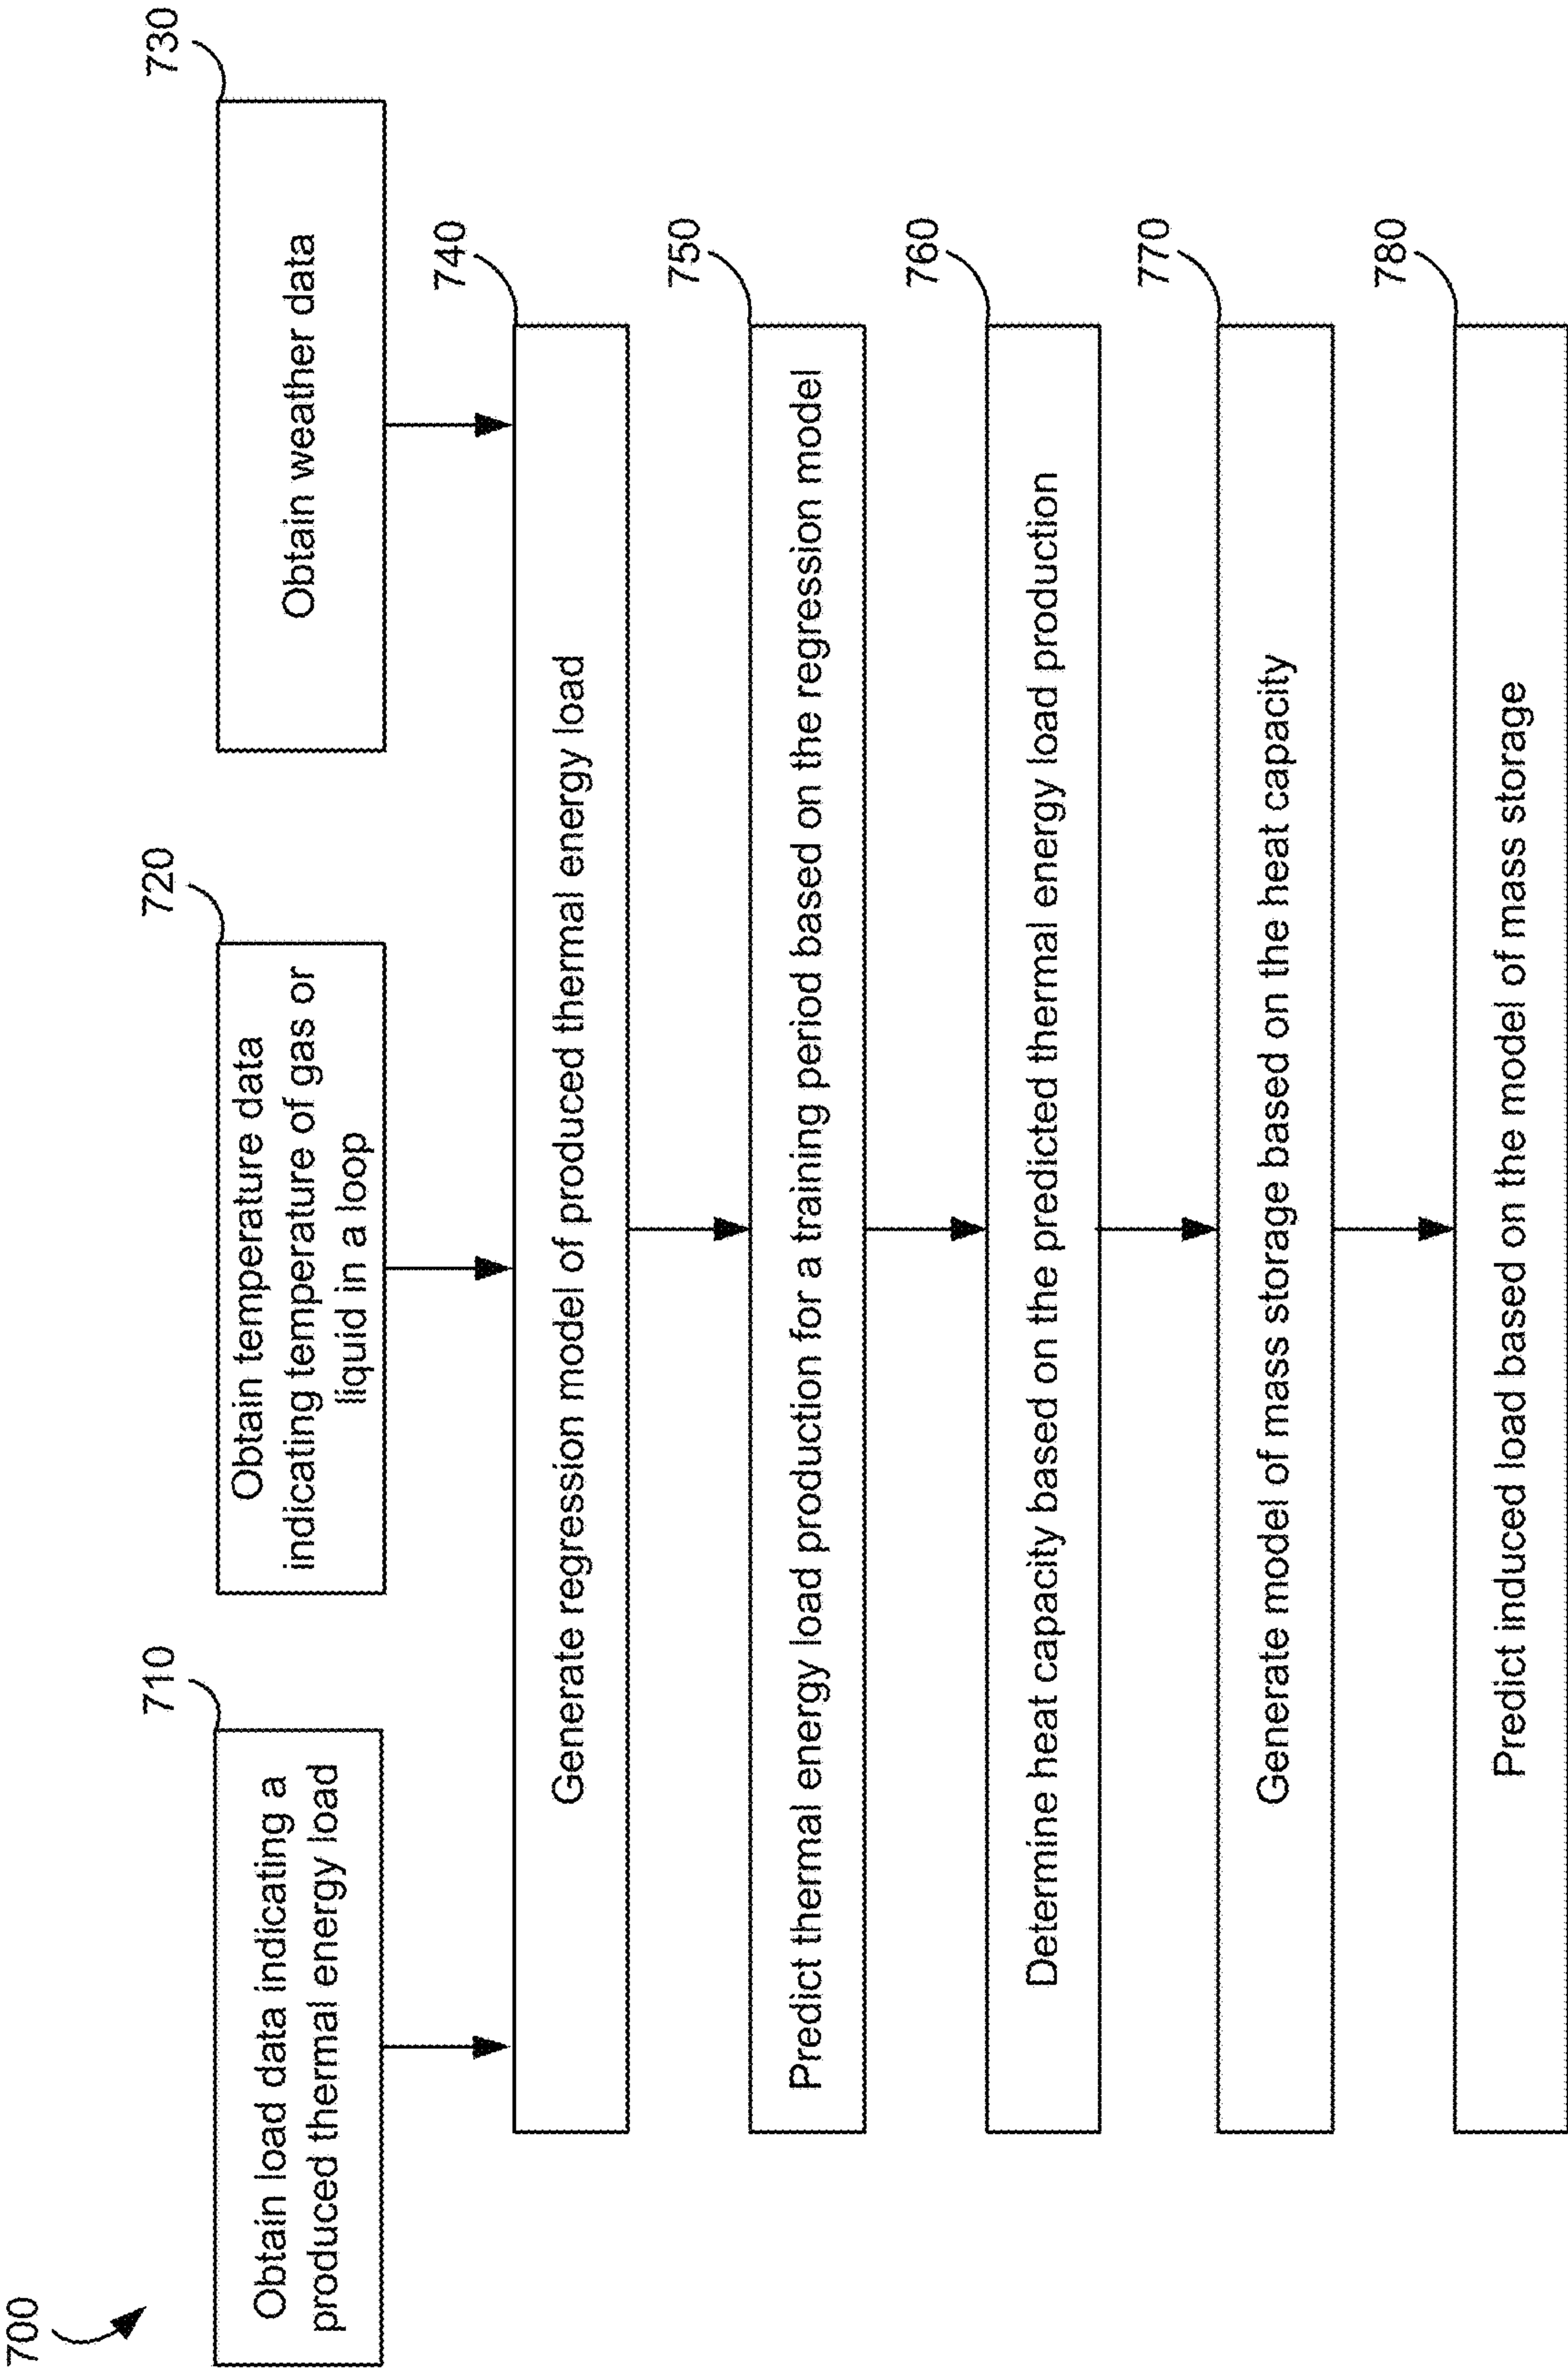 700
710
Obtain load data indicating a
produced thermal energy load
720
Obtain temperature data
indicating temperature of gas or
liquid in a loop
730
Obtain weather data
740
Generate regression model of produced thermal energy load
750
Predict thermal energy load production for a training period based on the regression model
760
Determine heat capacity based on the predicted thermal energy load production
770
Generate model of mass storage based on the heat capacity
780
Predict induced load based on the model of mass storage